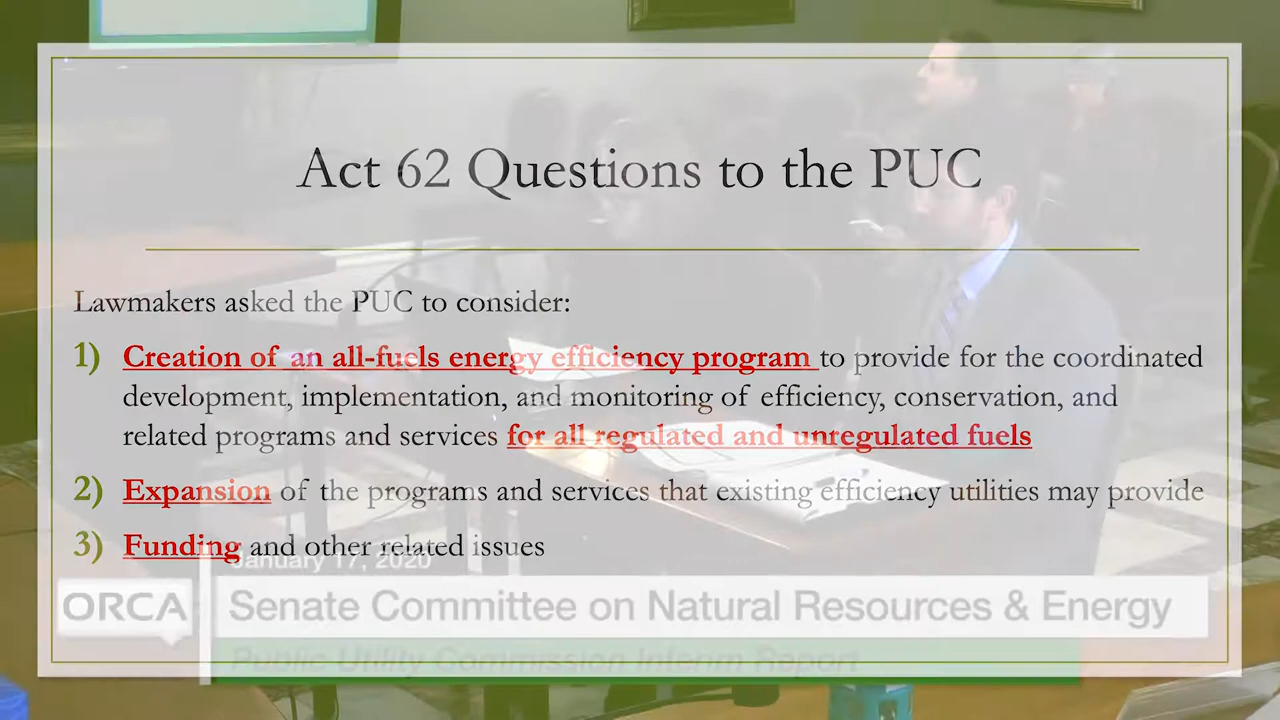 Act 62 Questions to the PUC
Lawmakers asked the PUC to consider:
1) Creation of an all-fuels energy efficiency program to provide for the coordinated
development, implementation, and monitoring of efficiency, conservation, and
related programs and services for all regulated and unregulated fuels
2) Expansion of the programs and services that existing efficiency utilities may provide
3) Funding and other related issues
January 17, 2020
ORCA
Senate Committee on Natural Resources & Energy
Public Utility Commission Interim Report